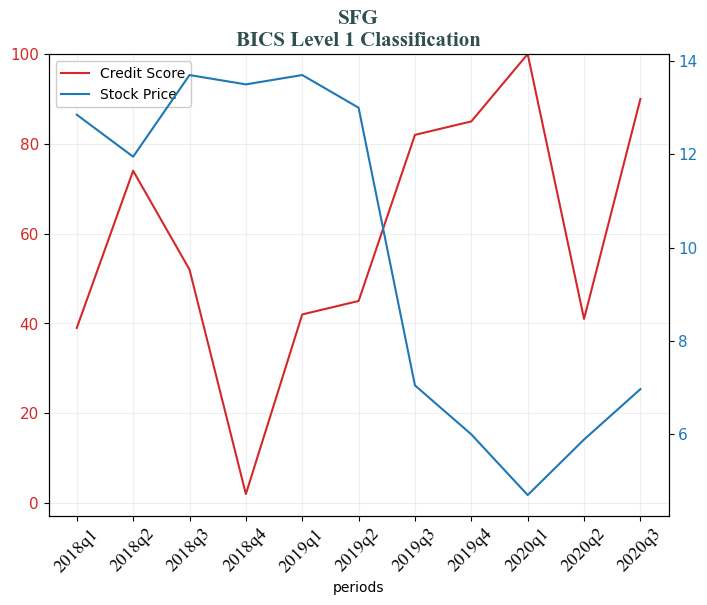 SFG
BICS Level 1 Classification
Credit Score
Stock Price
100
80
60
40
20
0
14
12
10
8
6
2018q1
2018q2
2018q3
2018q4
2019q1
2019q2
2019q3
2019q4
2020q1
2020q2
2020q3
periods